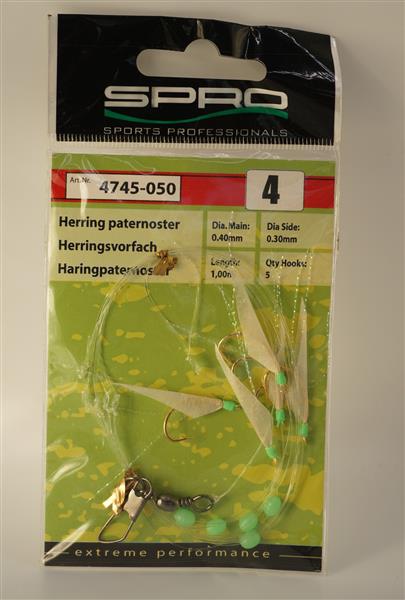 SPRO
SPORTS PROFESSIONALS
Art.Nr. 4745-050 4
Herring paternoster
Herringsvorfach
Haringpaternoster
Dia. Main: Dia Side:
0.40mm 0.30mm
Length: Qty Hooks:
1,00m 5
extreme performance